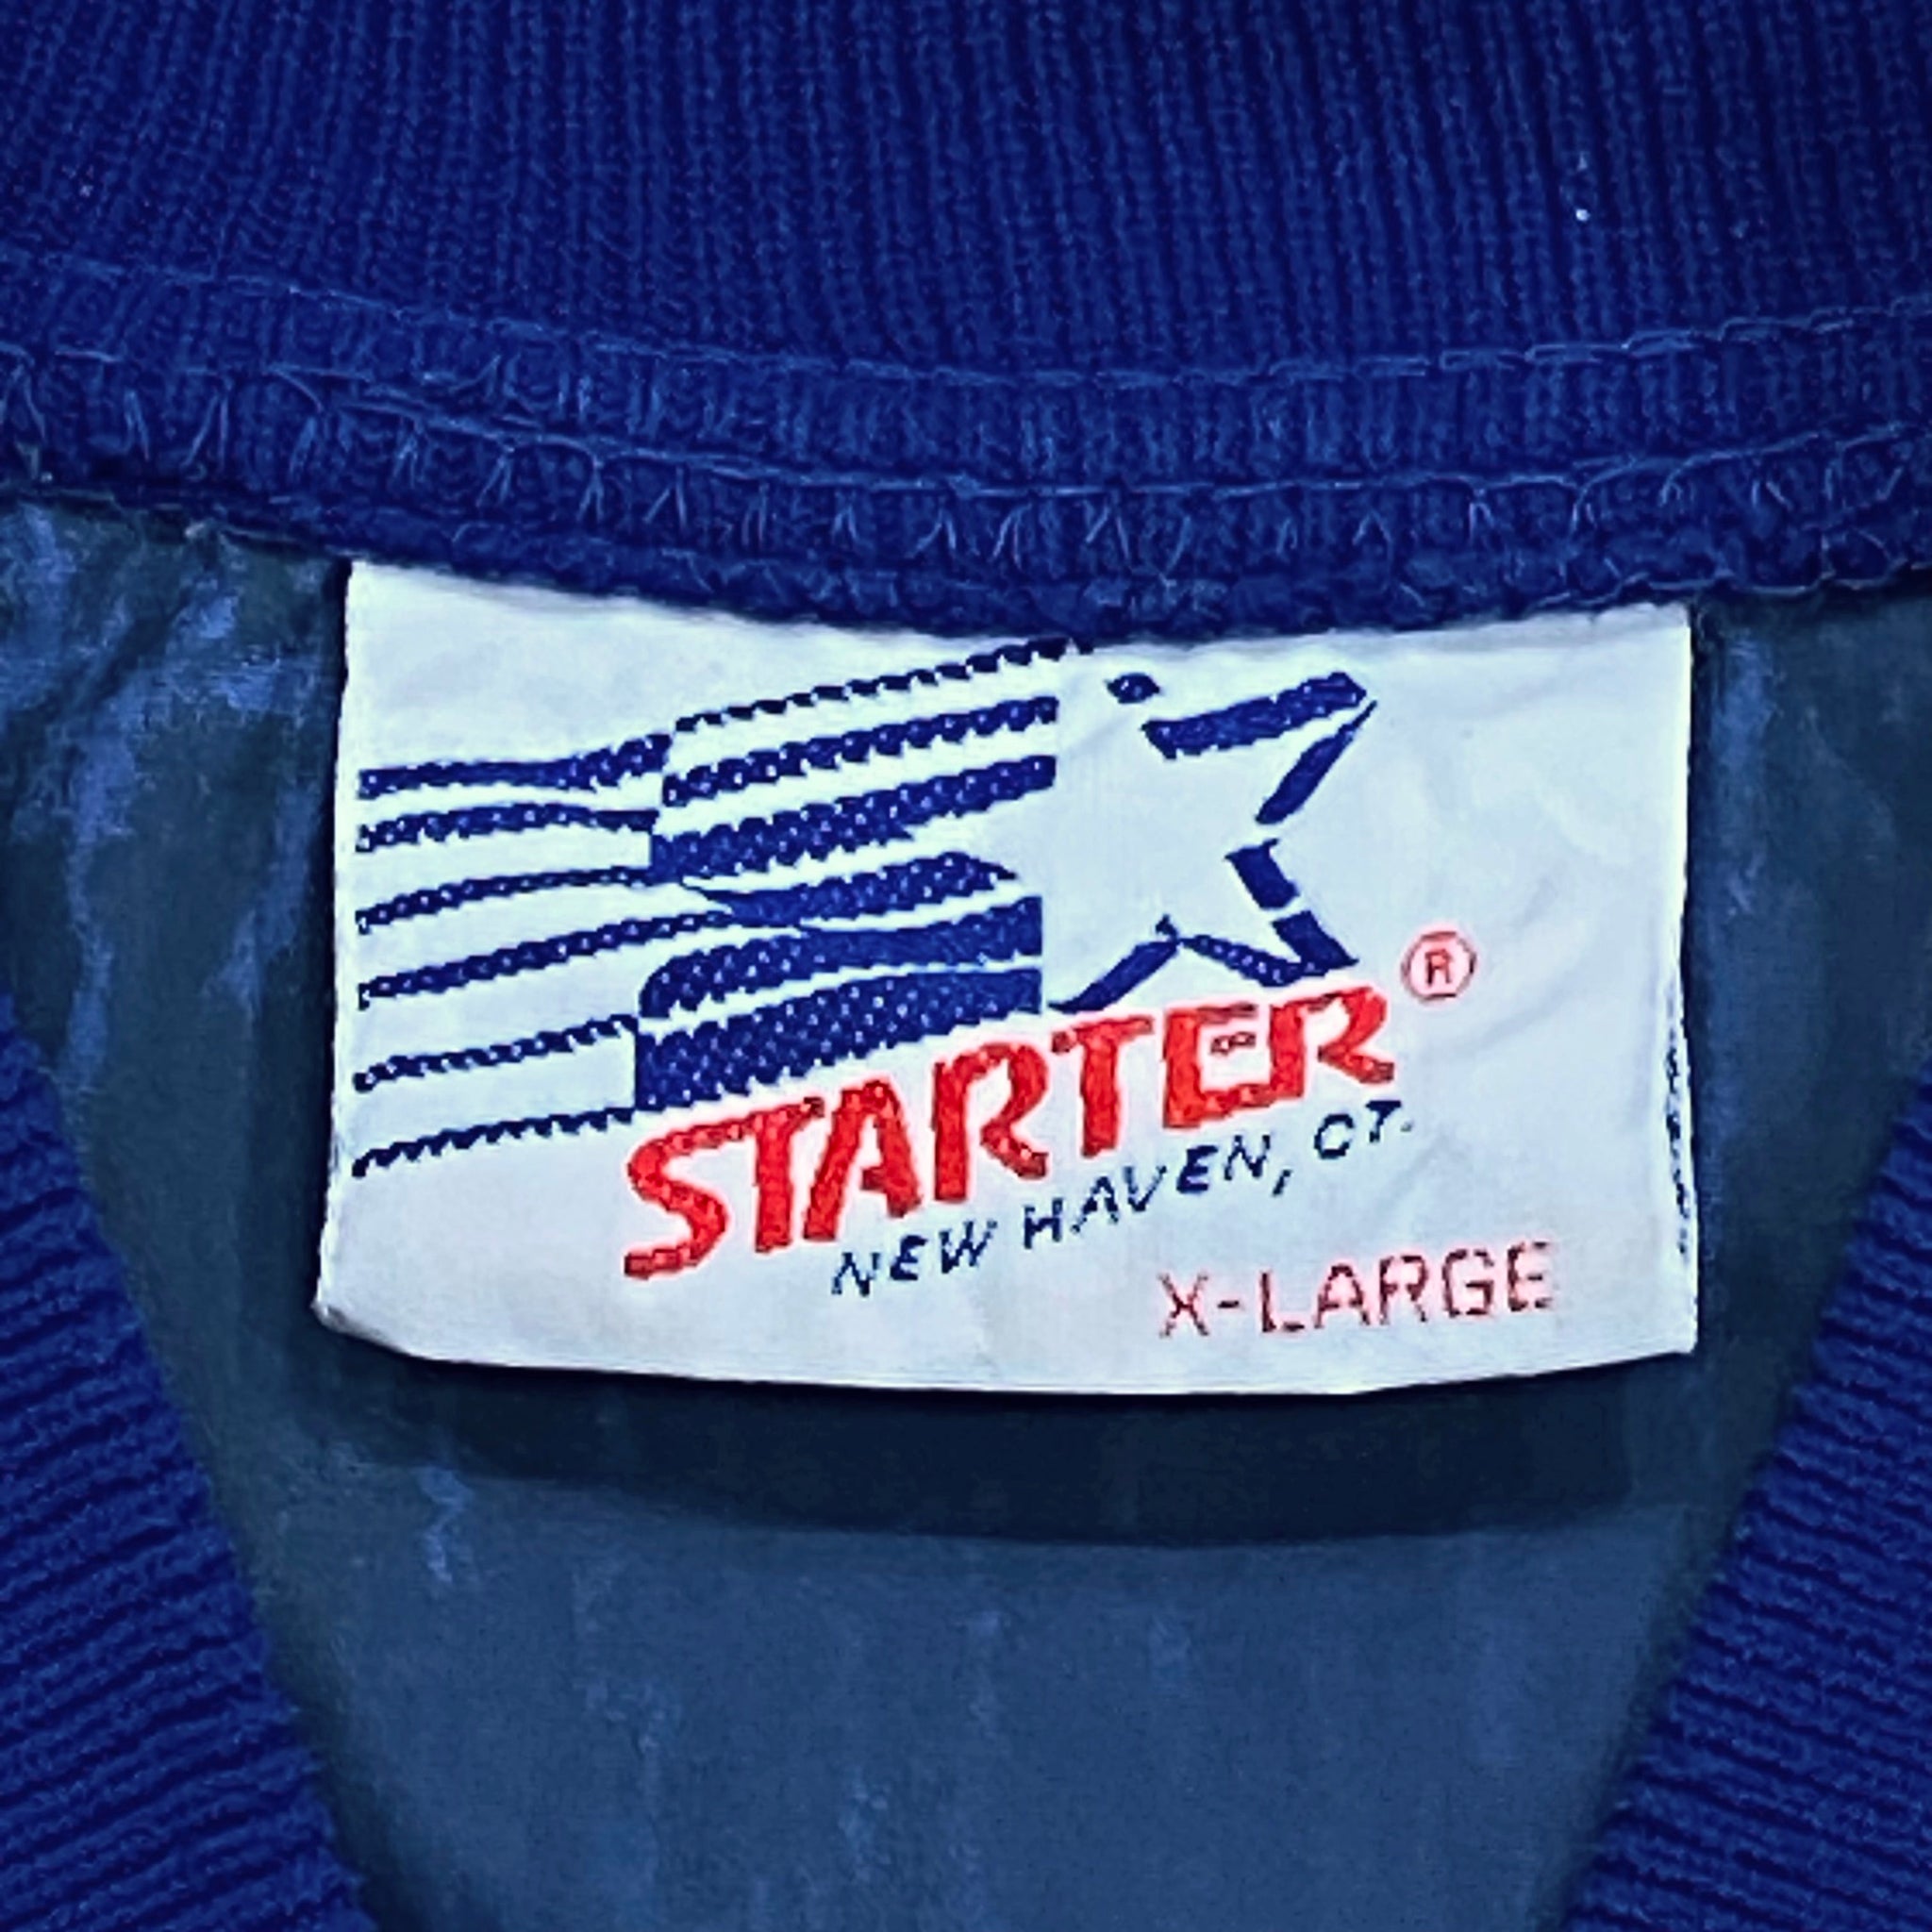 STARTER®
NEW HAVEN, CT.
X-LARGE